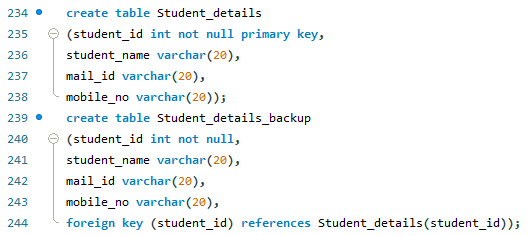 234 create table Student_details
235 (student_id int not null primary key,
236 student_name varchar(20),
237 mail_id varchar(20),
238 mobile_no varchar(20));
239 create table Student_details_backup
240 (student_id int not null,
241 student_name varchar(20),
242 mail_id varchar(20),
243 mobile_no varchar(20),
244 foreign key (student_id) references Student_details(student_id));